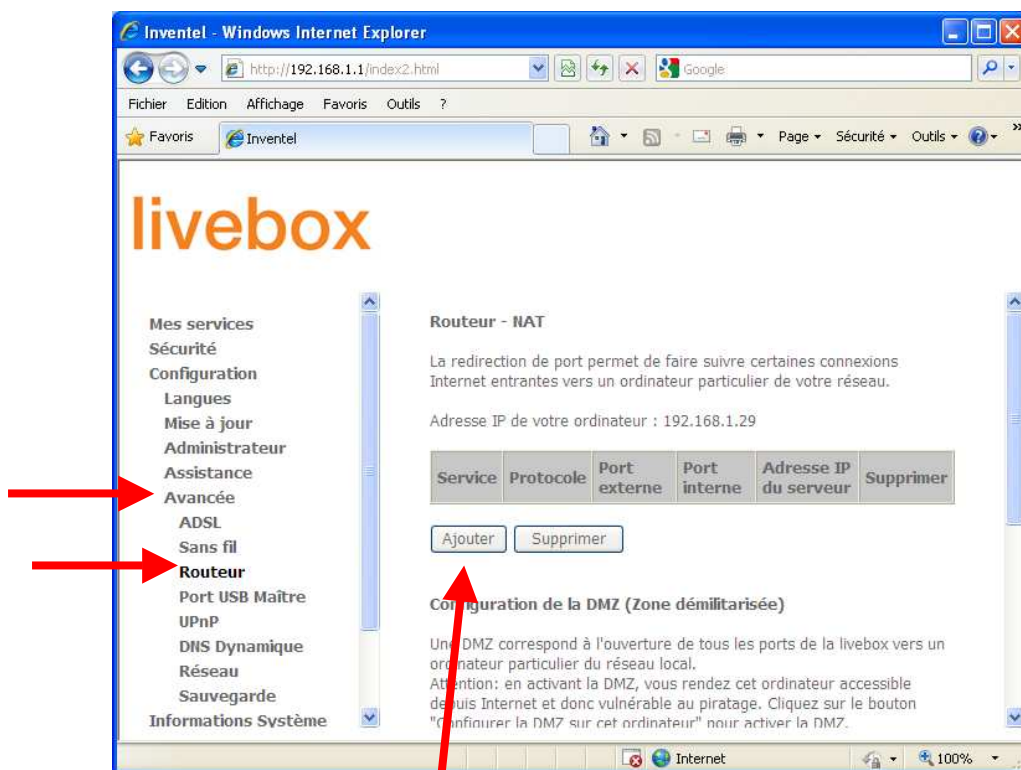 Inventel - Windows Internet Explorer
http://192.168.1.1/index2.html
Google
Fichier Edition Affichage Favoris Outils ?
Favoris Inventel Page Sécurité Outils »
livebox
Mes services
Sécurité
Configuration
Langues
Mise à jour
Administrateur
Assistance
Avancée
ADSL
Sans fil
Routeur
Port USB Maître
UPnP
DNS Dynamique
Réseau
Sauvegarde
Informations Système
Routeur - NAT
La redirection de port permet de faire suivre certaines connexions
Internet entrantes vers un ordinateur particulier de votre réseau.
Adresse IP de votre ordinateur : 192.168.1.29
Service Protocole Port externe Port interne Adresse IP du serveur Supprimer
Ajouter Supprimer
Configuration de la DMZ (Zone démilitarisée)
Une DMZ correspond à l'ouverture de tous les ports de la livebox vers un
ordinateur particulier du réseau local.
Attention: en activant la DMZ, vous rendez cet ordinateur accessible
depuis Internet et donc vulnérable au piratage. Cliquez sur le bouton
"Configurer la DMZ sur cet ordinateur" pour activer la DMZ.
Internet 100%